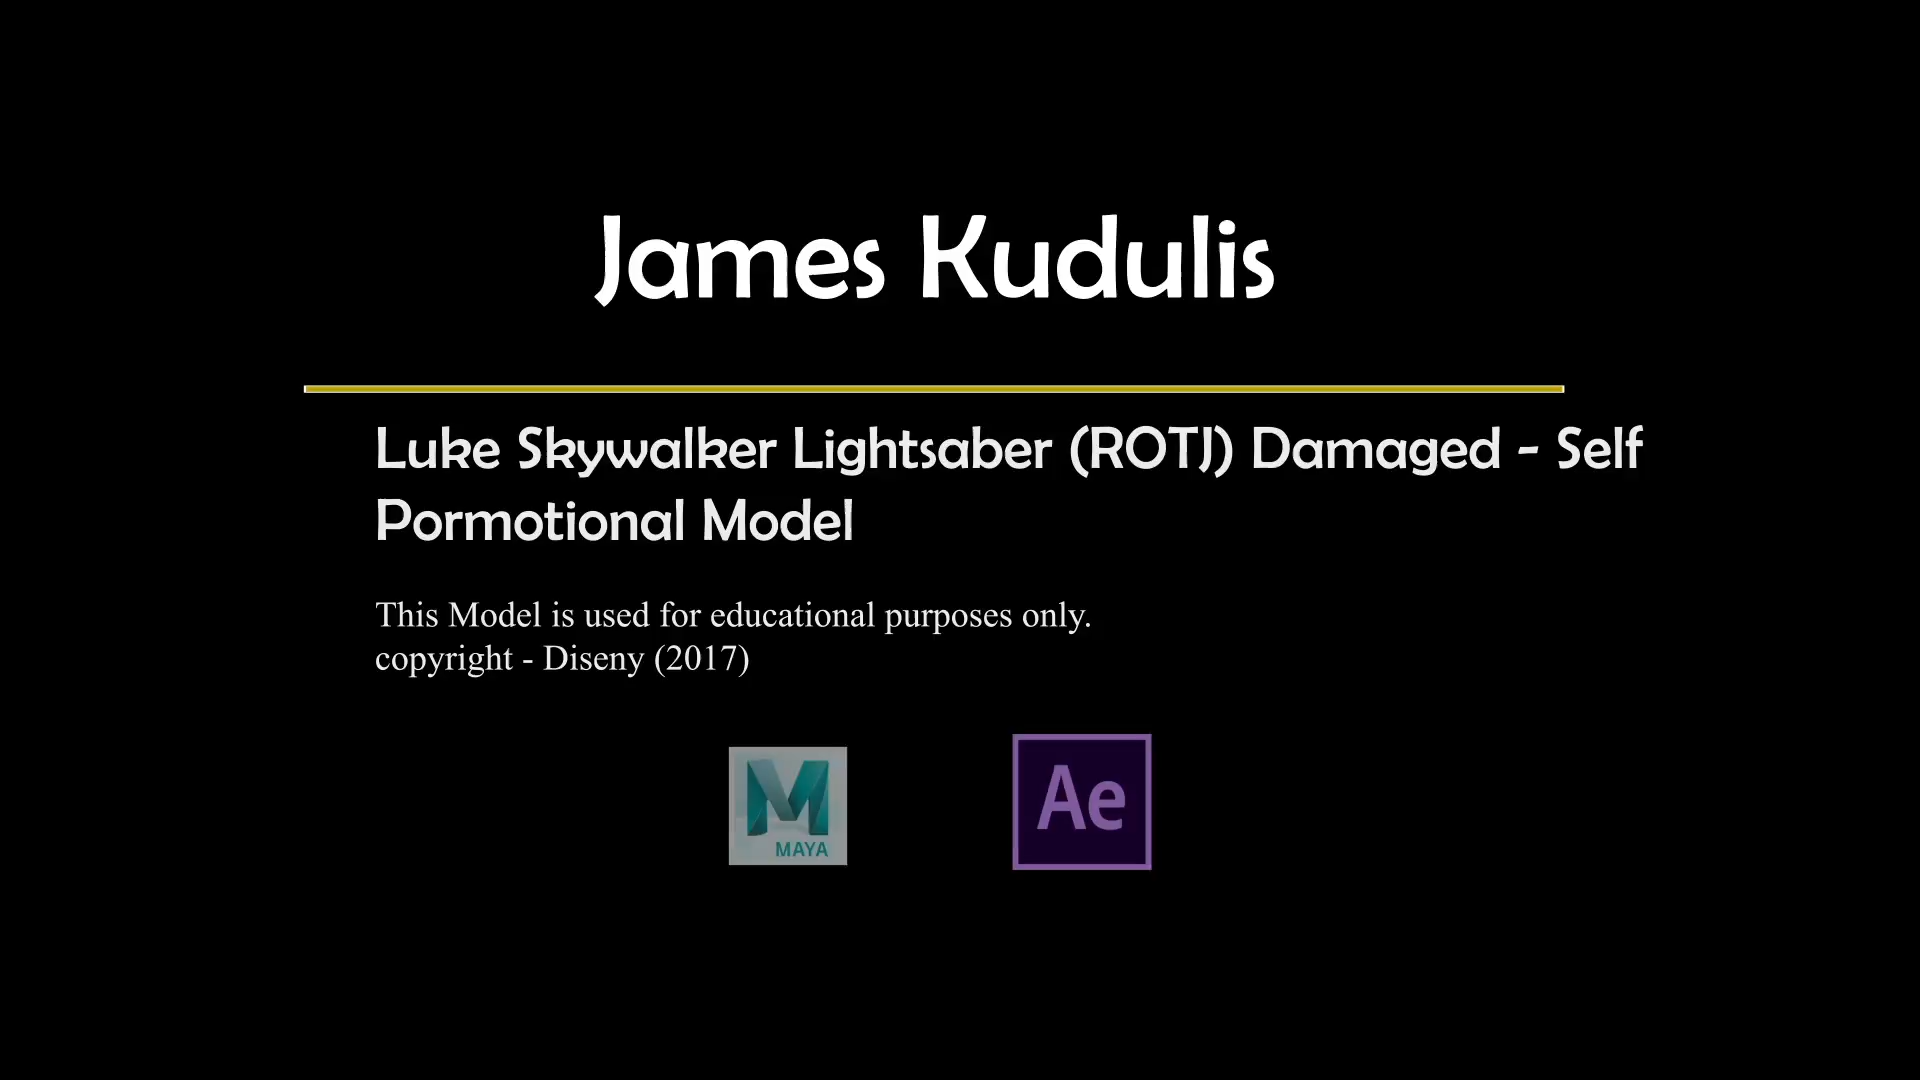 James Kudulis
Luke Skywalker Lightsaber (ROTJ) Damaged - Self
Pormotional Model
This Model is used for educational purposes only.
copyright - Diseny (2017)
M
MAYA
Ae